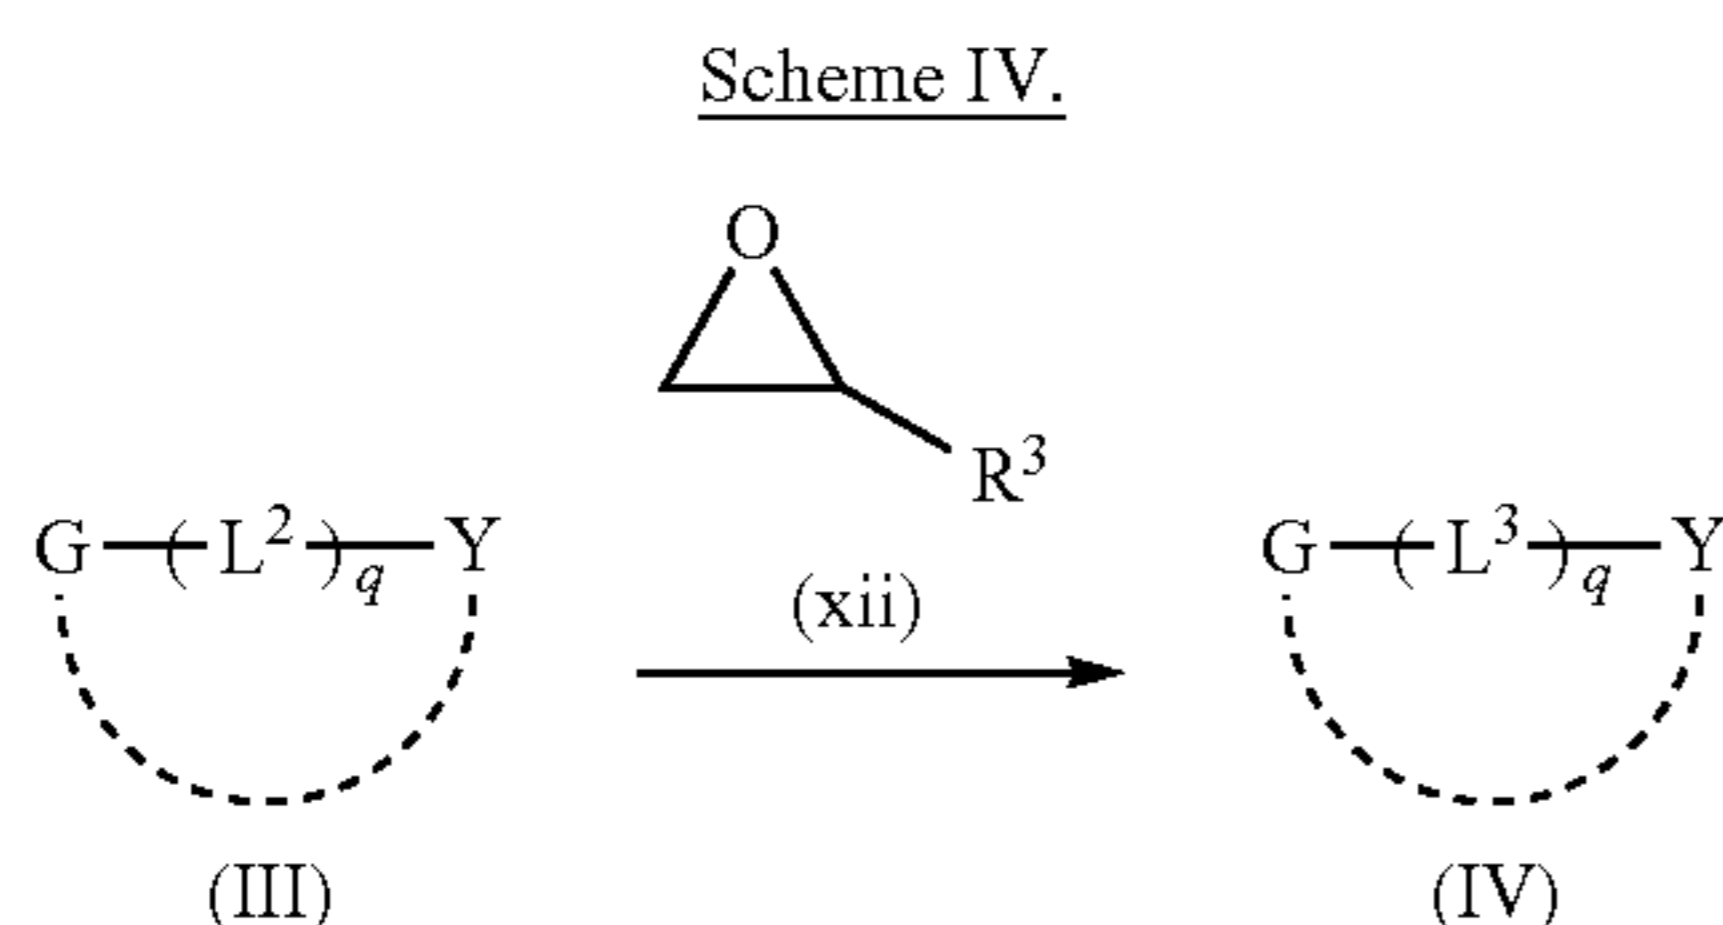 Scheme IV.
O
R³
G—(L²)q—Y
(xii)
G—(L³)q—Y
(III)
(IV)